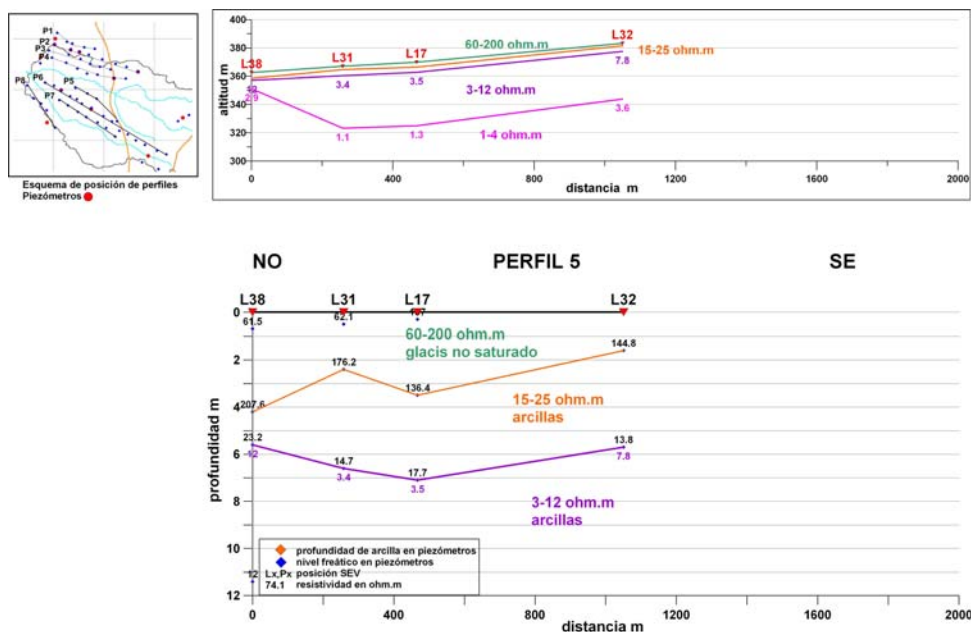 P1
P2
P3
P4
P8
P6
P5
P7
Esquema de posición de perfiles
Piezómetros
400
380
360
340
320
300
altitud m
L38
L31
L17
L32
60-200 ohm.m
15-25 ohm.m
3-12 ohm.m
1-4 ohm.m
3.4
3.5
7.8
12
2.9
1.1
1.3
3.6
0
400
800
1200
1600
2000
distancia m
NO
PERFIL 5
SE
L38
L31
L17
L32
0
2
4
6
8
10
12
profundidad m
61.5
62.1
60-200 ohm.m
glacis no saturado
207.6
176.2
136.4
144.8
15-25 ohm.m
arcillas
23.2
12
14.7
3.4
17.7
3.5
13.8
7.8
3-12 ohm.m
arcillas
12
profundidad de arcilla en piezómetros
nivel freático en piezómetros
Lx,Px posición SEV
74.1 resistividad en ohm.m
0
400
800
1200
1600
2000
distancia m